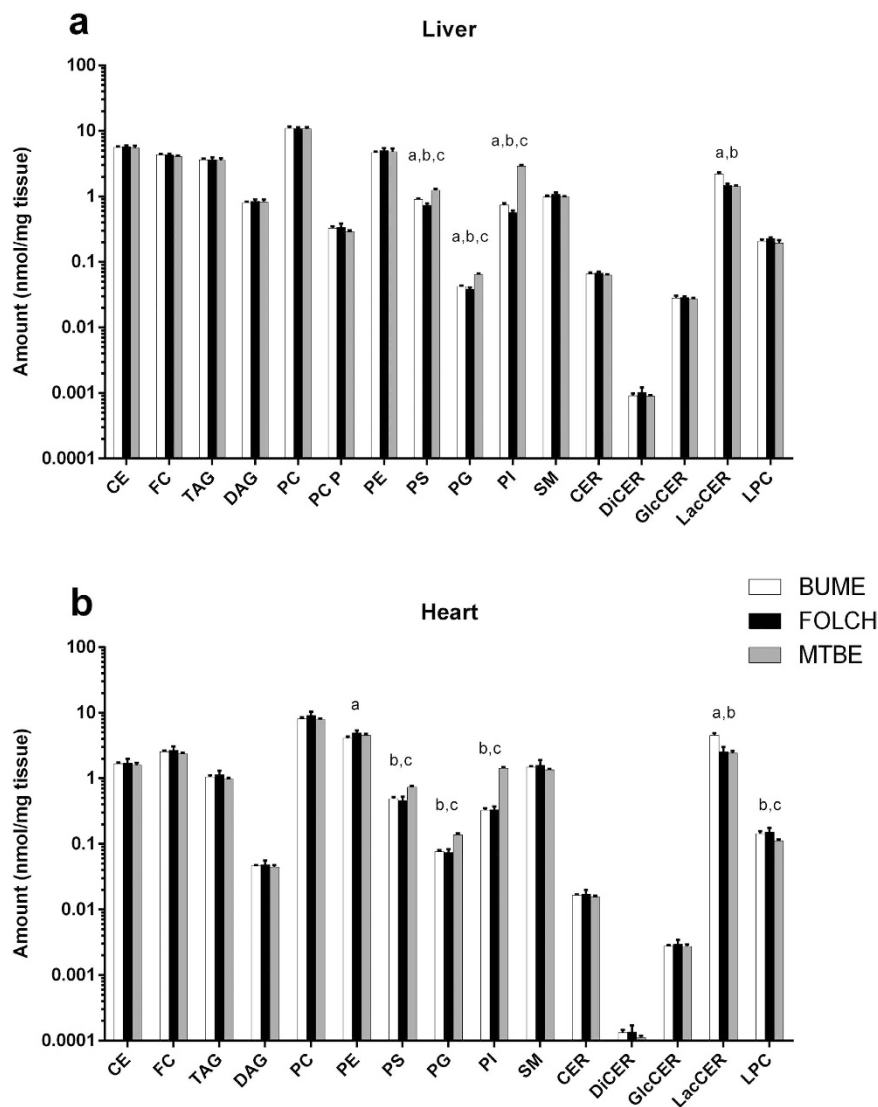 a
Liver
Amount (nmol/mg tissue)
100
10
1
0.1
0.01
0.001
0.0001
a,b,c
a,b,c
a,b,c
a,b
CE FC TAG DAG PC PC P PE PS PG PI SM CER DiCER GlcCER LacCER LPC
b
Heart
BUME
FOLCH
MTBE
Amount (nmol/mg tissue)
100
10
1
0.1
0.01
0.001
0.0001
a
b,c
b,c
b,c
a,b
b,c
CE FC TAG DAG PC PE PS PG PI SM CER DiCER GlcCER LacCER LPC